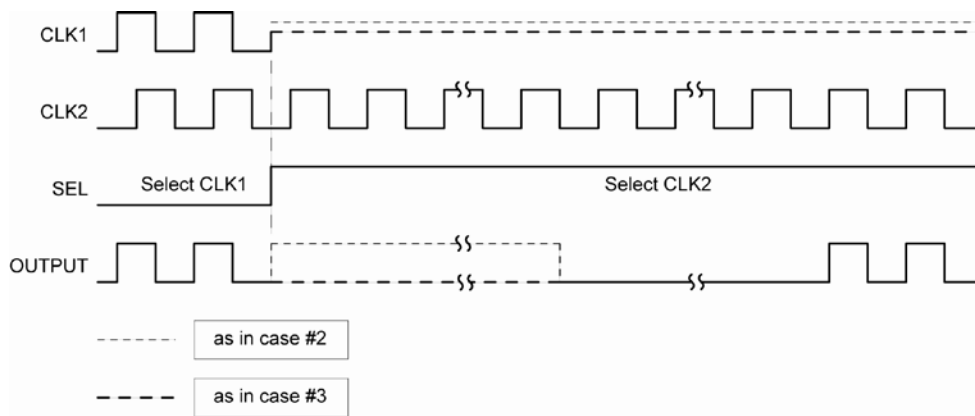 CLK1
CLK2
SEL
Select CLK1
Select CLK2
OUTPUT
as in case #2
as in case #3